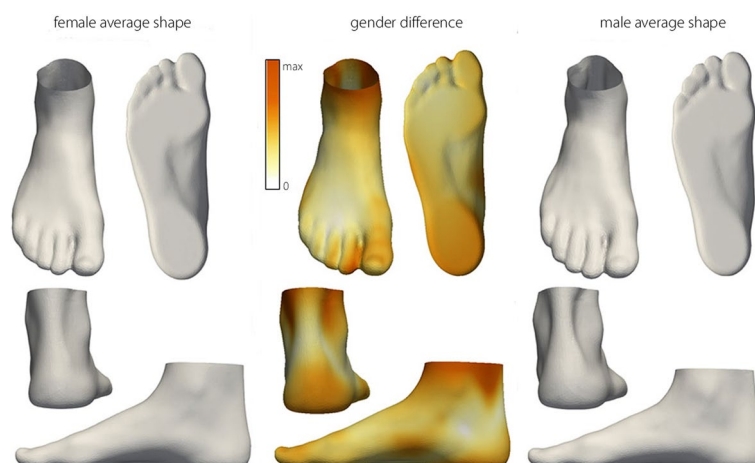 female average shape
gender difference
male average shape
max
0